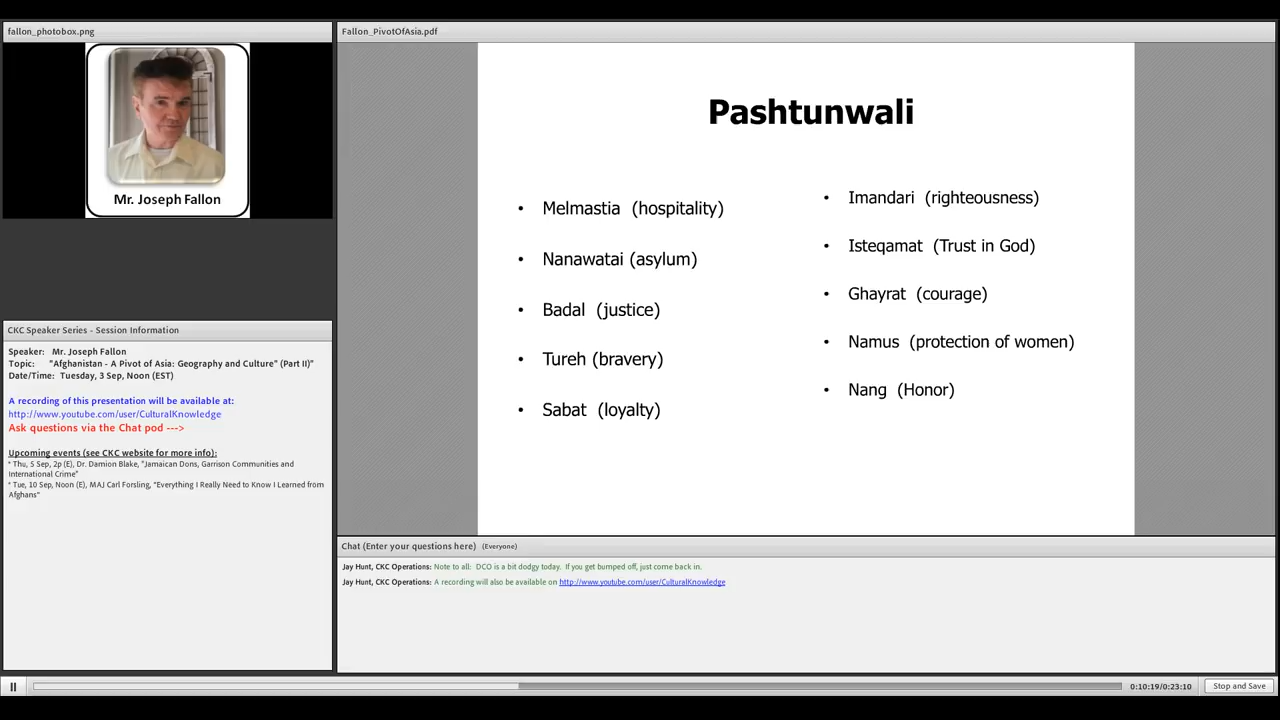 fallon_photobox.png
Mr. Joseph Fallon
CKC Speaker Series - Session Information
Speaker: Mr. Joseph Fallon
Topic: "Afghanistan - A Pivot of Asia: Geography and Culture" (Part II)"
Date/Time: Tuesday, 3 Sep, Noon (EST)
A recording of this presentation will be available at:
http://www.youtube.com/user/CulturalKnowledge
Ask questions via the Chat pod --->
Upcoming events (see CKC website for more info):
* Thu, 5 Sep, 2p (E), Dr. Damion Blake, "Jamaican Dons, Garrison Communities and
International Crime"
* Tue, 10 Sep, Noon (E), MAJ Carl Forsling, "Everything I Really Need to Know I Learned from
Afghans"
Fallon_PivotOfAsia.pdf
Pashtunwali
• Melmastia (hospitality)
• Nanawatai (asylum)
• Badal (justice)
• Tureh (bravery)
• Sabat (loyalty)
• Imandari (righteousness)
• Isteqamat (Trust in God)
• Ghayrat (courage)
• Namus (protection of women)
• Nang (Honor)
Chat (Enter your questions here) (Everyone)
Jay Hunt, CKC Operations: Note to all: DCO is a bit dodgy today. If you get bumped off, just come back in.
Jay Hunt, CKC Operations: A recording will also be available on http://www.youtube.com/user/CulturalKnowledge
0:10:19/0:23:10
Stop and Save